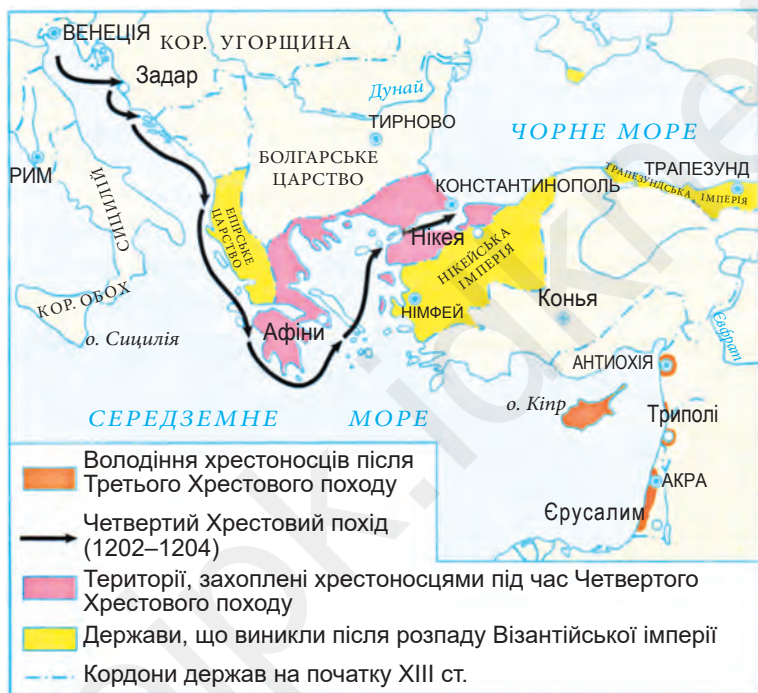 ВЕНЕЦІЯ
КОР. УГОРЩИНА
Задар
Дунай
ТИРНОВО
ЧОРНЕ МОРЕ
РИМ
БОЛГАРСЬКЕ
ЦАРСТВО
КОНСТАНТИНОПОЛЬ
ТРАПЕЗУНД
ТРАПЕЗУНДСЬКА ІМПЕРІЯ
СИЦИЛІЙ
ЕПІРСЬКЕ
ЦАРСТВО
Нікея
НІКЕЙСЬКА
ІМПЕРІЯ
КОР. ОБОХ
НІМФЕЙ
Конья
Афіни
о. Сицилія
Євфрат
АНТИОХІЯ
о. Кіпр
СЕРЕДЗЕМНЕ МОРЕ
Триполі
АКРА
Єрусалим
Володіння хрестоносців після
Третього Хрестового походу
Четвертий Хрестовий похід
(1202–1204)
Території, захоплені хрестоносцями під час Четвертого
Хрестового походу
Держави, що виникли після розпаду Візантійської імперії
Кордони держав на початку XIII ст.